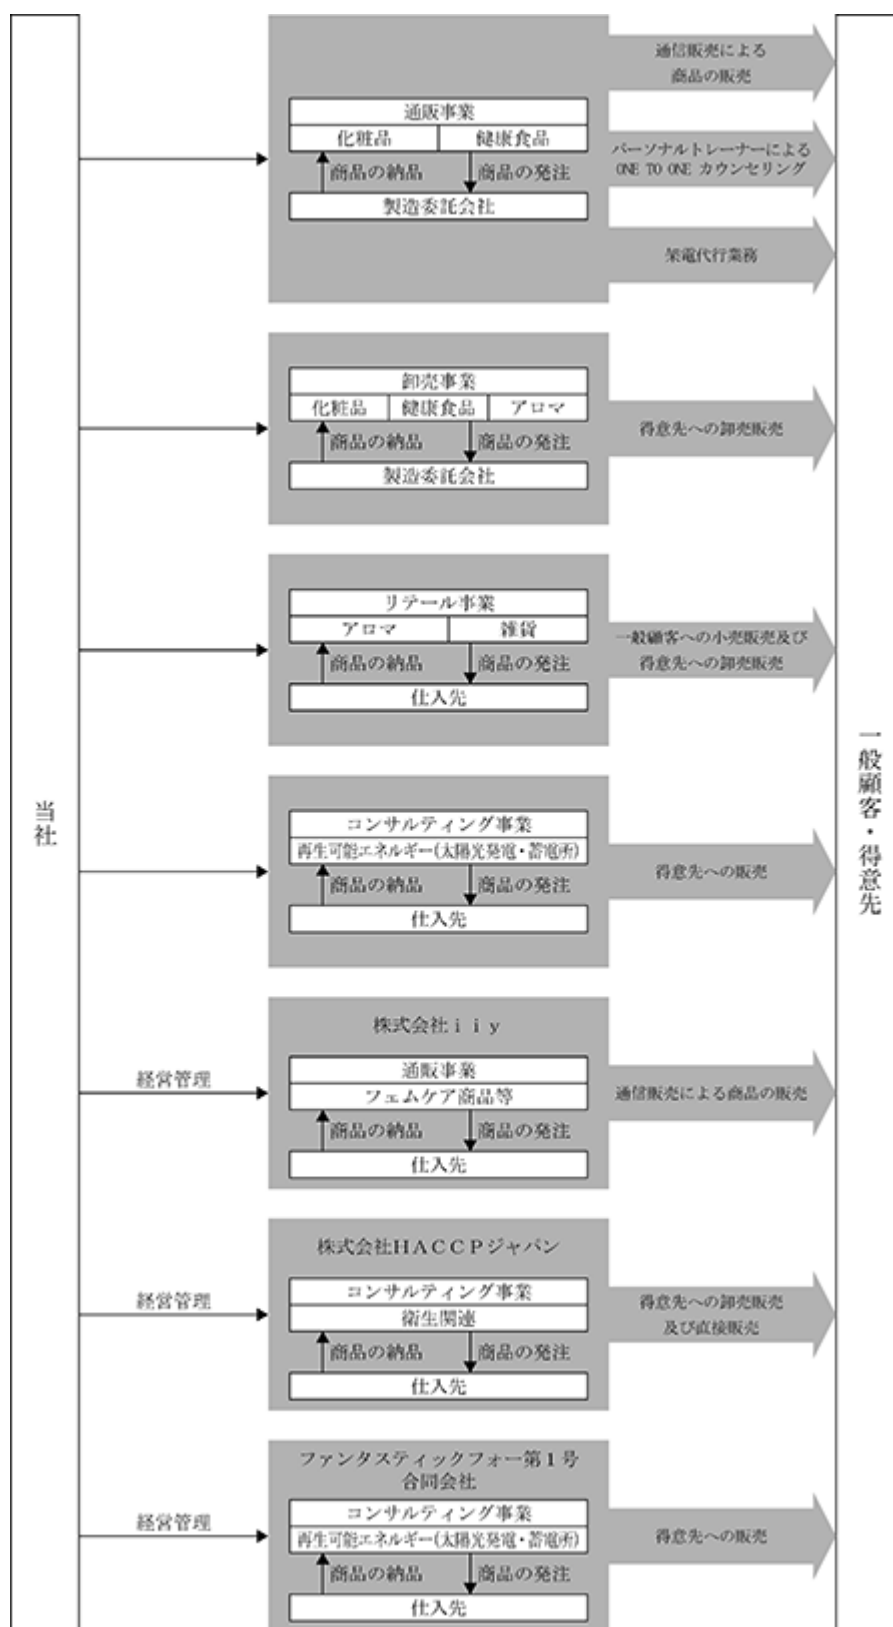 当社
通信販売による
商品の販売
通販事業
化粧品
健康食品
商品の納品
商品の発注
製造委託会社
パーソナルトレーナーによる
ONE TO ONE カウンセリング
架電代行業務
卸売事業
化粧品
健康食品
アロマ
商品の納品
商品の発注
製造委託会社
得意先への卸売販売
リテール事業
アロマ
雑貨
商品の納品
商品の発注
仕入先
一般顧客への小売販売及び
得意先への卸売販売
コンサルティング事業
再生可能エネルギー(太陽光発電・蓄電所)
商品の納品
商品の発注
仕入先
得意先への販売
経営管理
株式会社ｉｉｙ
通販事業
フェムケア商品等
商品の納品
商品の発注
仕入先
通信販売による商品の販売
経営管理
株式会社ＨＡＣＣＰジャパン
コンサルティング事業
衛生関連
商品の納品
商品の発注
仕入先
得意先への卸売販売
及び直接販売
経営管理
ファンタスティックフォー第１号
合同会社
コンサルティング事業
再生可能エネルギー(太陽光発電・蓄電所)
商品の納品
商品の発注
仕入先
得意先への販売
一般顧客・得意先